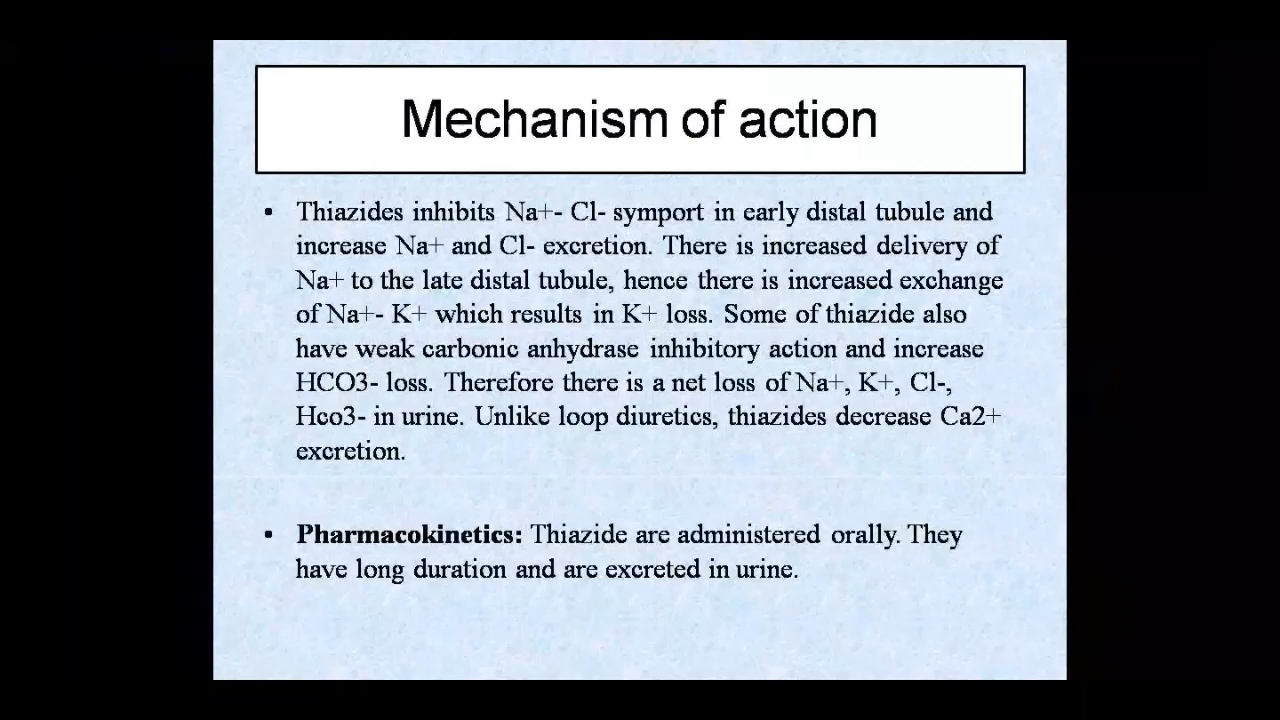 Mechanism of action
• Thiazides inhibits Na+- Cl- symport in early distal tubule and
increase Na+ and Cl- excretion. There is increased delivery of
Na+ to the late distal tubule, hence there is increased exchange
of Na+- K+ which results in K+ loss. Some of thiazide also
have weak carbonic anhydrase inhibitory action and increase
HCO3- loss. Therefore there is a net loss of Na+, K+, Cl-,
Hco3- in urine. Unlike loop diuretics, thiazides decrease Ca2+
excretion.
• Pharmacokinetics: Thiazide are administered orally. They
have long duration and are excreted in urine.